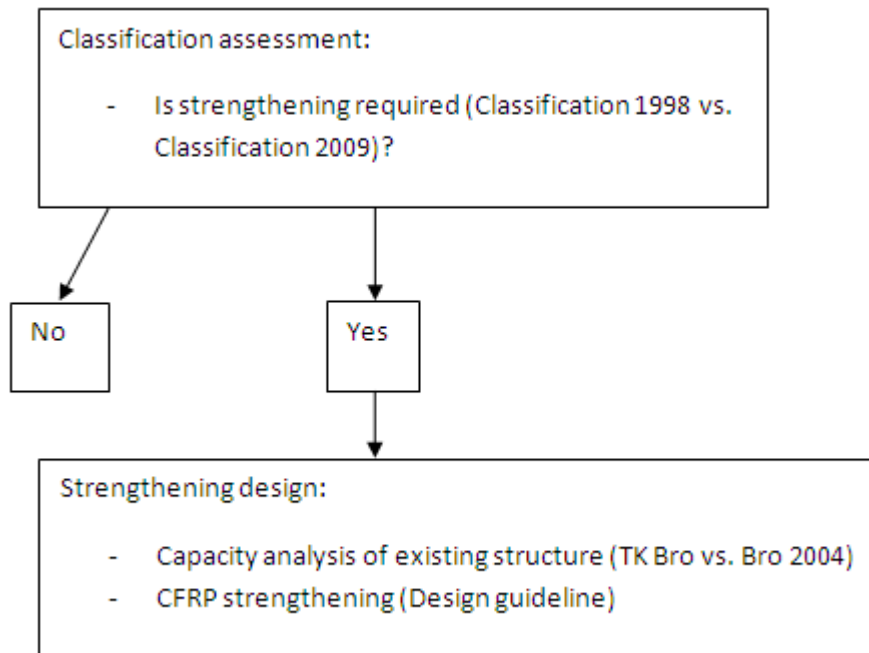 Classification assessment:
- Is strengthening required (Classification 1998 vs.
Classification 2009)?
No
Yes
Strengthening design:
- Capacity analysis of existing structure (TK Bro vs. Bro 2004)
- CFRP strengthening (Design guideline)